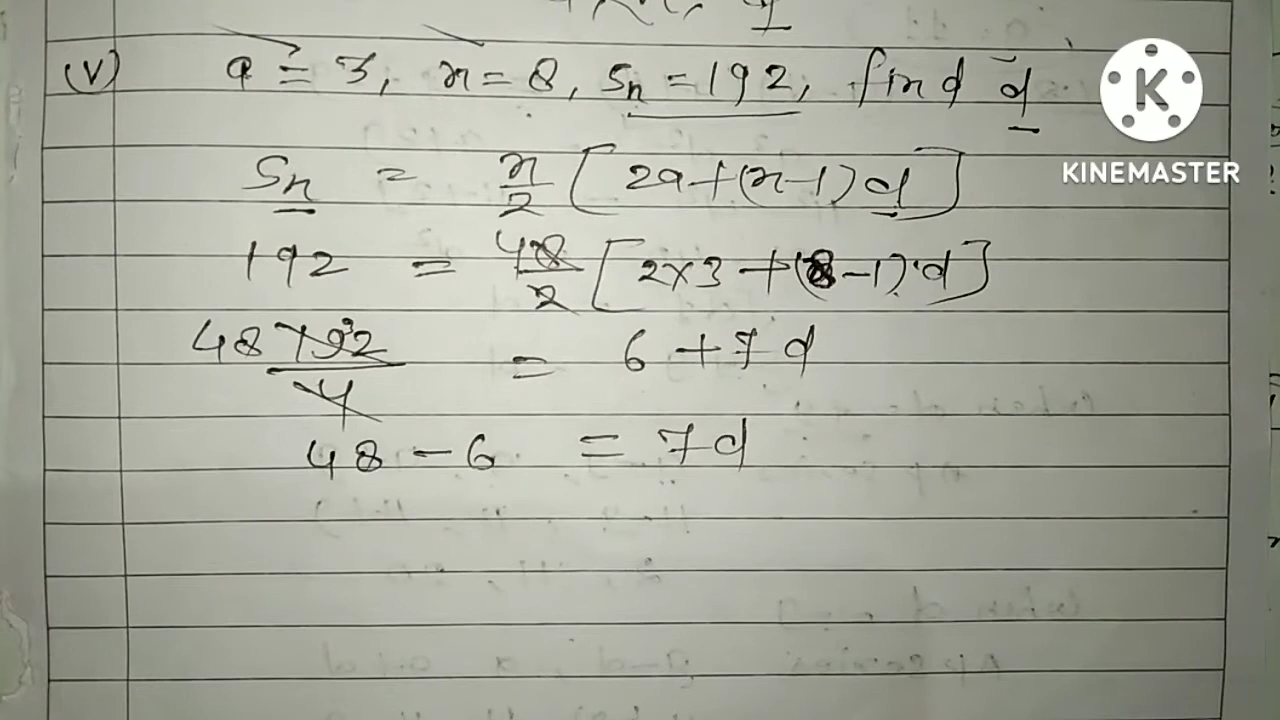 (v) a = 3, n = 8, Sn = 192, find d
K
KINEMASTER
Sn = n/2 [2a+(n-1)d]
192 = 48/2 [2×3+(8-1).d]
48 192/4 = 6+7d
48-6 = 7d